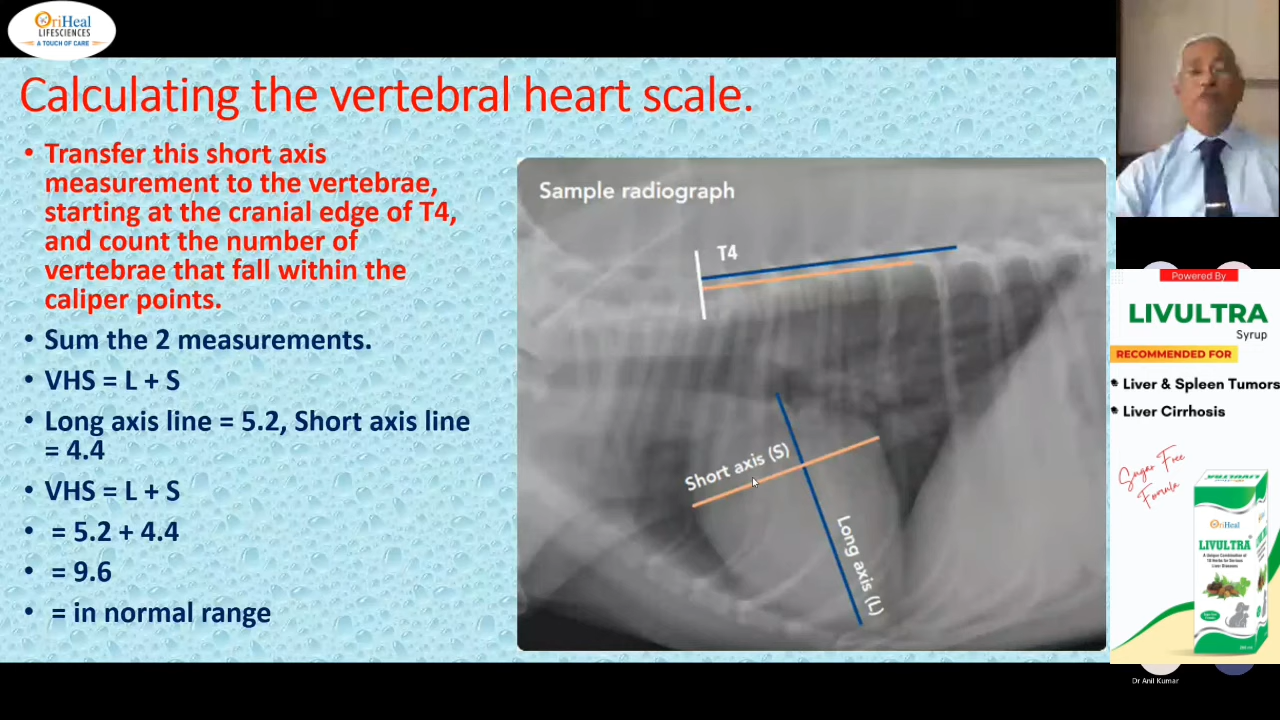 OriHeal
LIFESCIENCES
A TOUCH OF CARE
Calculating the vertebral heart scale.
• Transfer this short axis
measurement to the vertebrae,
starting at the cranial edge of T4,
and count the number of
vertebrae that fall within the
caliper points.
• Sum the 2 measurements.
• VHS = L + S
• Long axis line = 5.2, Short axis line
= 4.4
• VHS = L + S
• = 5.2 + 4.4
• = 9.6
• = in normal range
Sample radiograph
T4
Short axis (S)
Long axis (L)
Powered By
LIVULTRA
Syrup
RECOMMENDED FOR
Liver & Spleen Tumors
Liver Cirrhosis
Sugar Free
Formula
LIVULTRA
OriHeal
LIVULTRA
Dr Anil Kumar